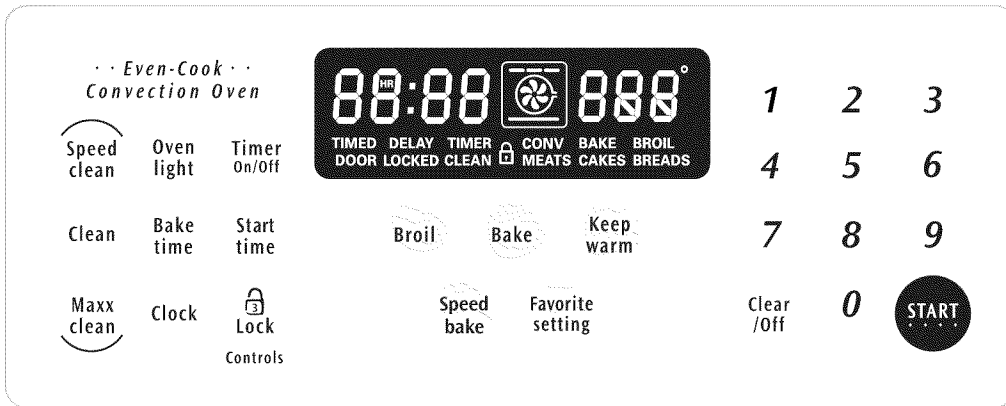 · · Even-Cook · ·
Convection Oven
88:88 888°
HR
TIMED DELAY TIMER CONV BAKE BROIL
DOOR LOCKED CLEAN MEATS CAKES BREADS
Speed
clean
Oven
light
Timer
On/Off
Clean
Bake
time
Start
time
Maxx
clean
Clock
3
Lock
Controls
Broil
Bake
Keep
warm
Speed
bake
Favorite
setting
1 2 3
4 5 6
7 8 9
Clear
/Off
0
START